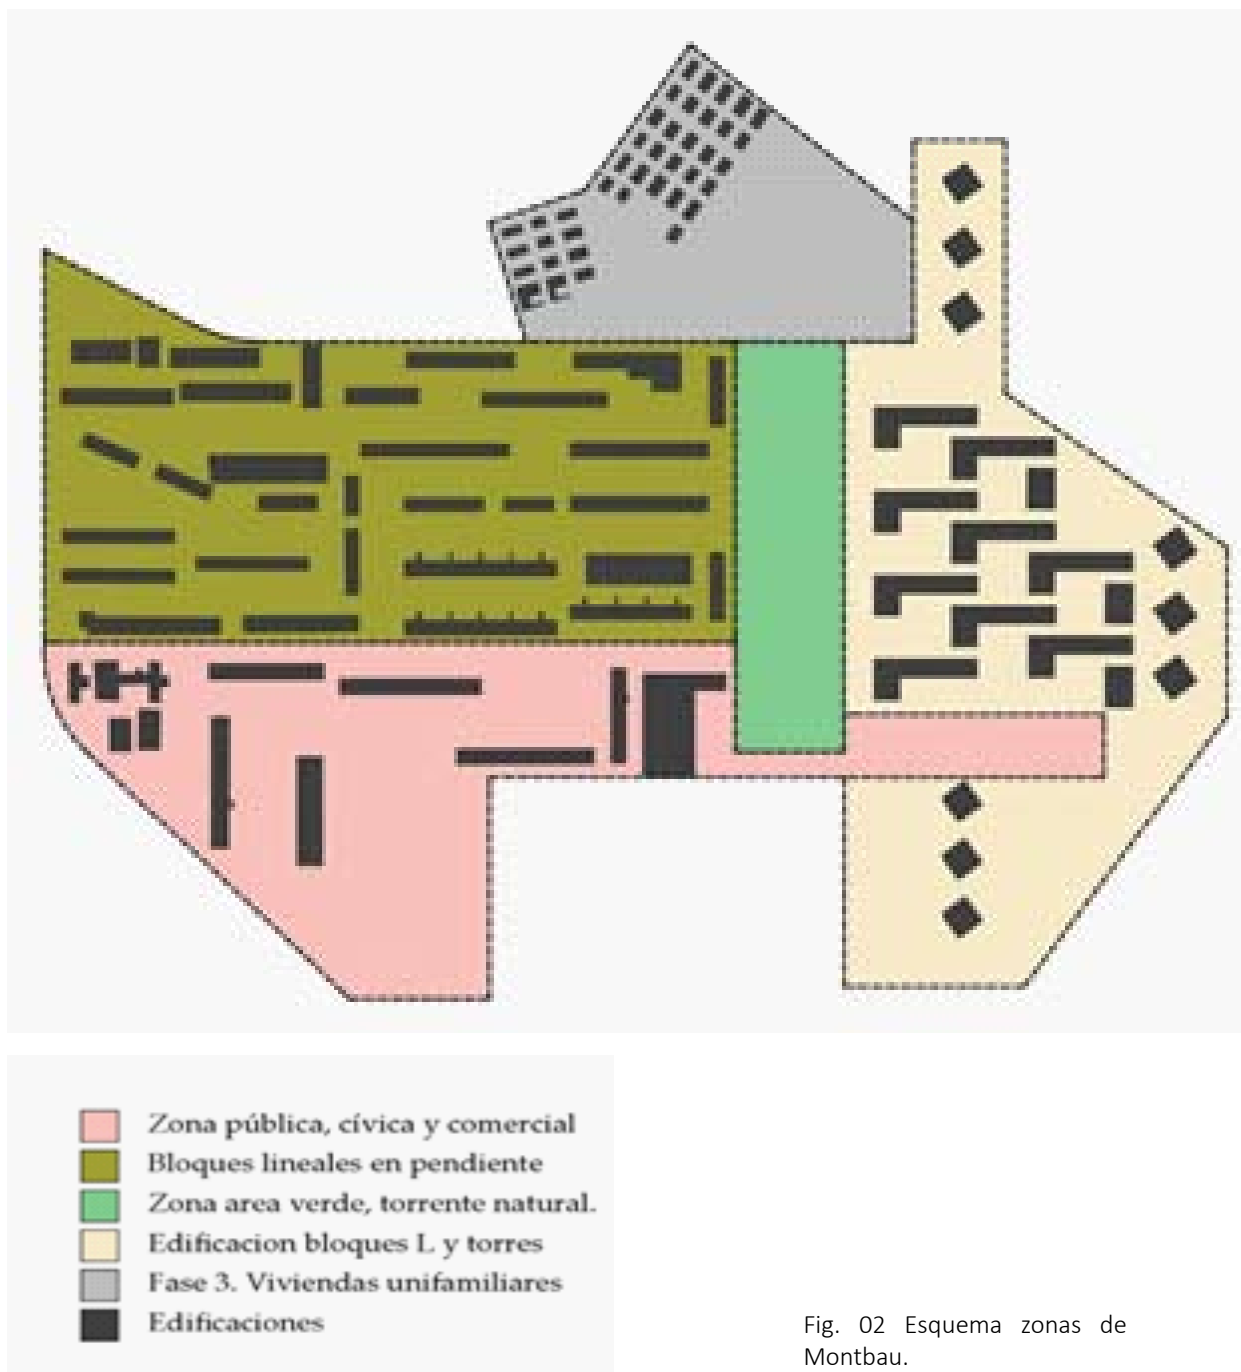 Zona pública, cívica y comercial
Bloques lineales en pendiente
Zona area verde, torrente natural.
Edificacion bloques L y torres
Fase 3. Viviendas unifamiliares
Edificaciones
Fig. 02 Esquema zonas de
Montbau.